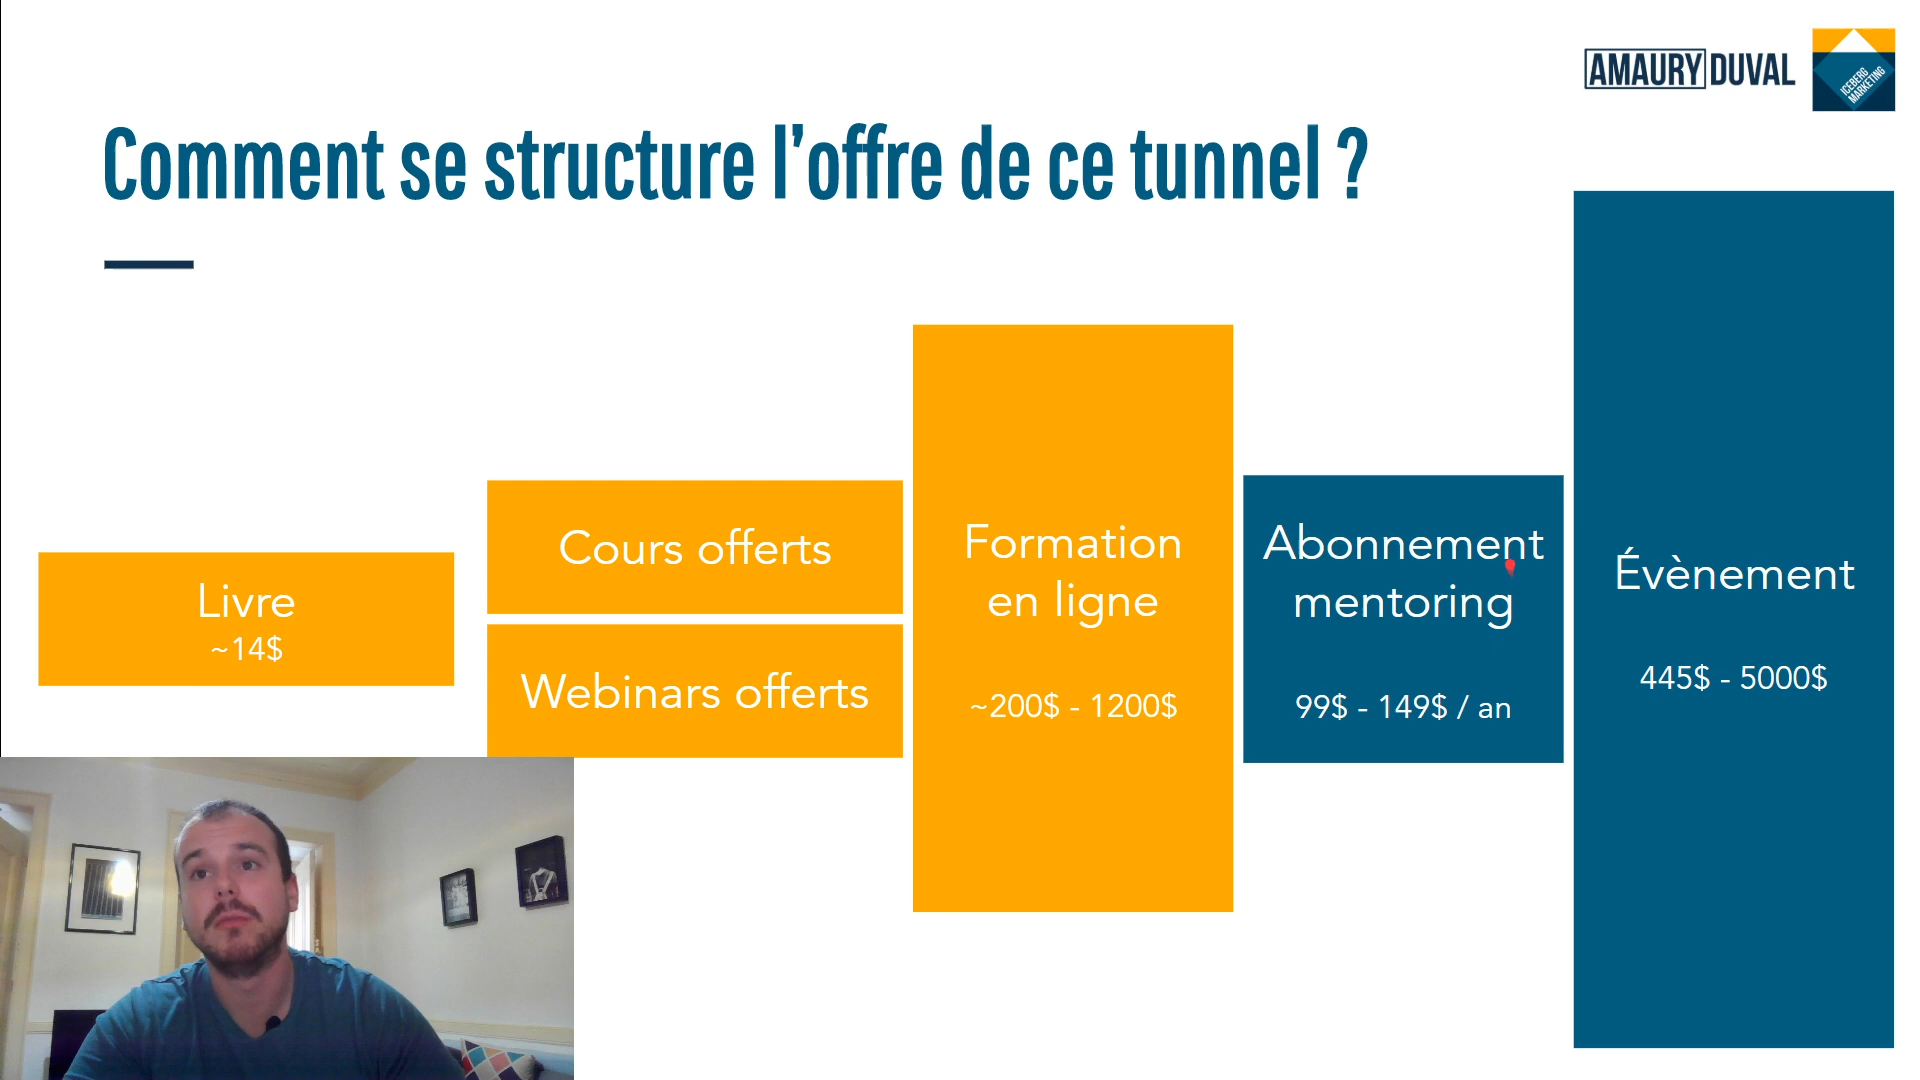 AMAURY DUVAL
ICEBERG
MARKETING
Comment se structure l'offre de ce tunnel ?
Livre
~14$
Cours offerts
Webinars offerts
Formation
en ligne
~200$ - 1200$
Abonnement
mentoring
99$ - 149$ / an
Évènement
445$ - 5000$